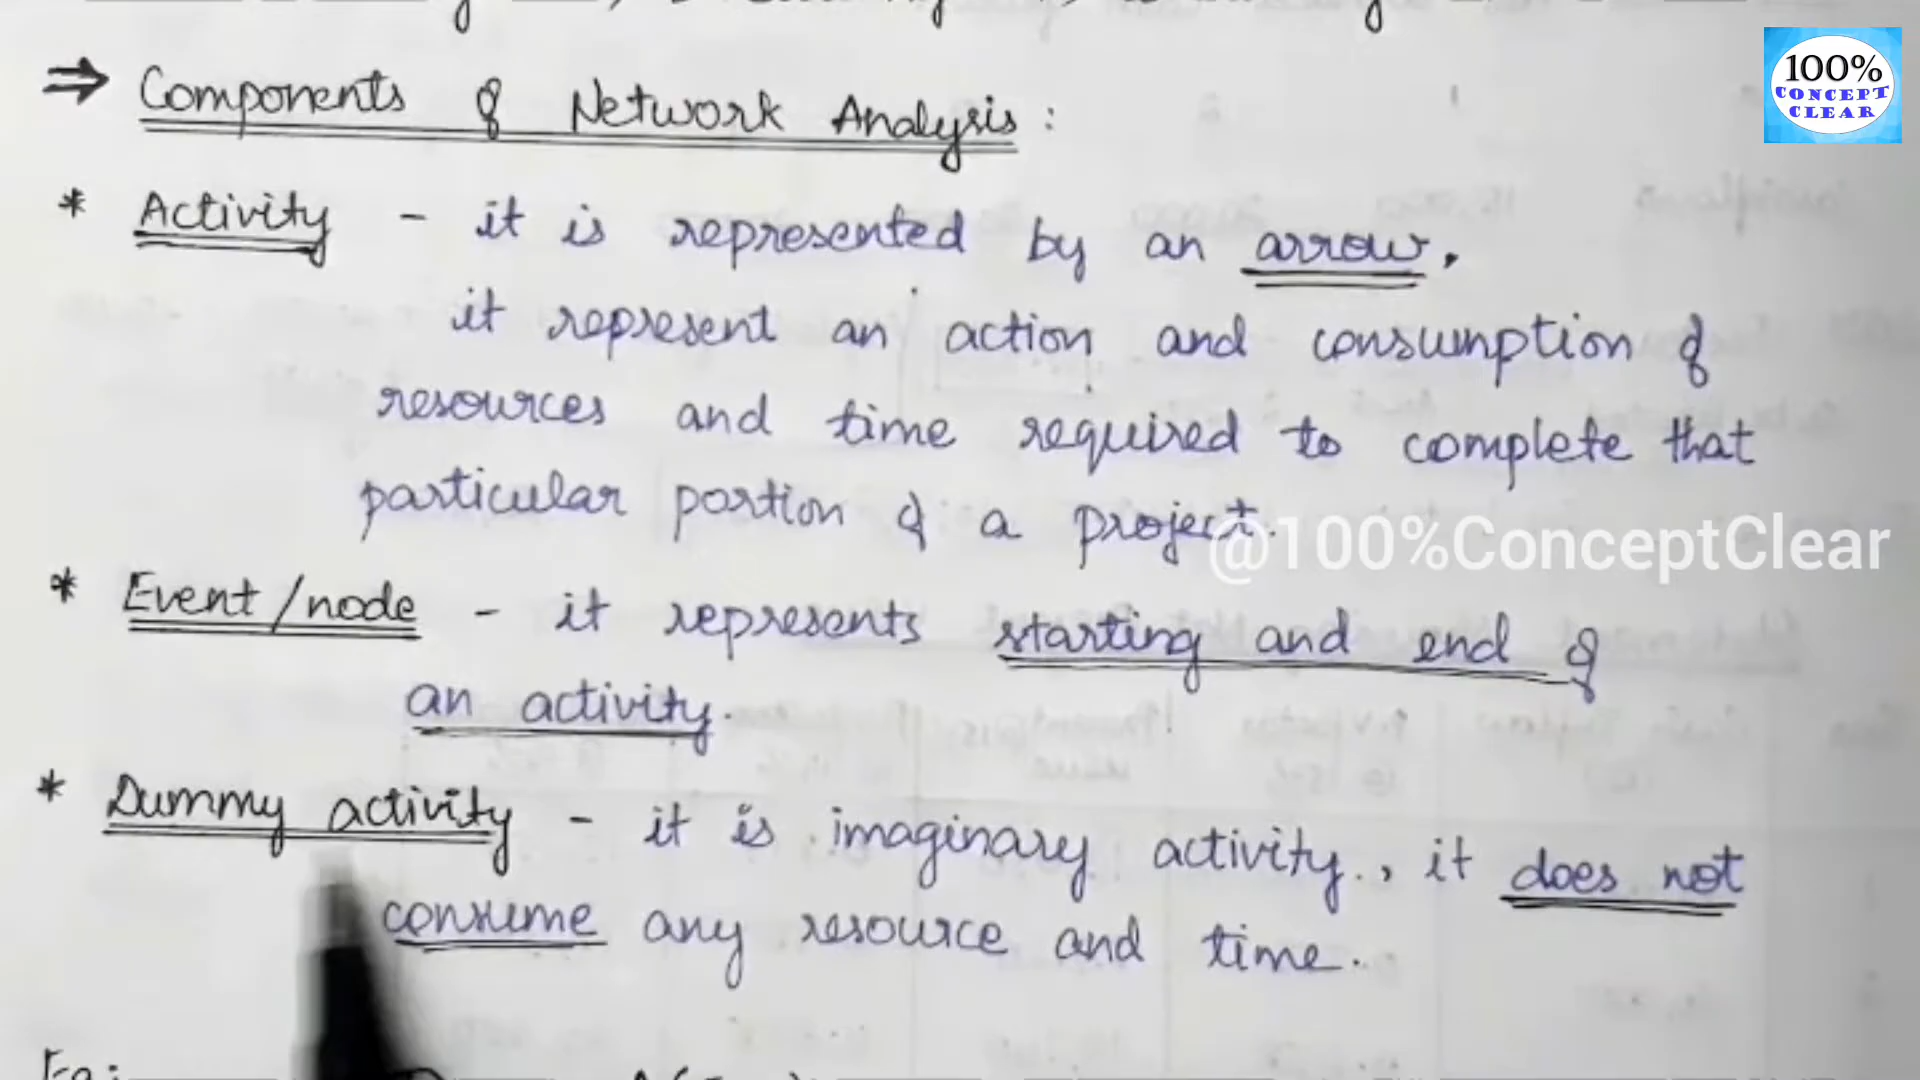 ⇒ Components of Network Analysis :
100%
CONCEPT
CLEAR
* Activity - it is represented by an arrow.
it represent an action and consumption of
resources and time required to complete that
particular portion of a project.
@100%ConceptClear
* Event/node - it represents starting and end of
an activity.
* Dummy activity - it is imaginary activity., it does not
consume any resource and time.
Eg: